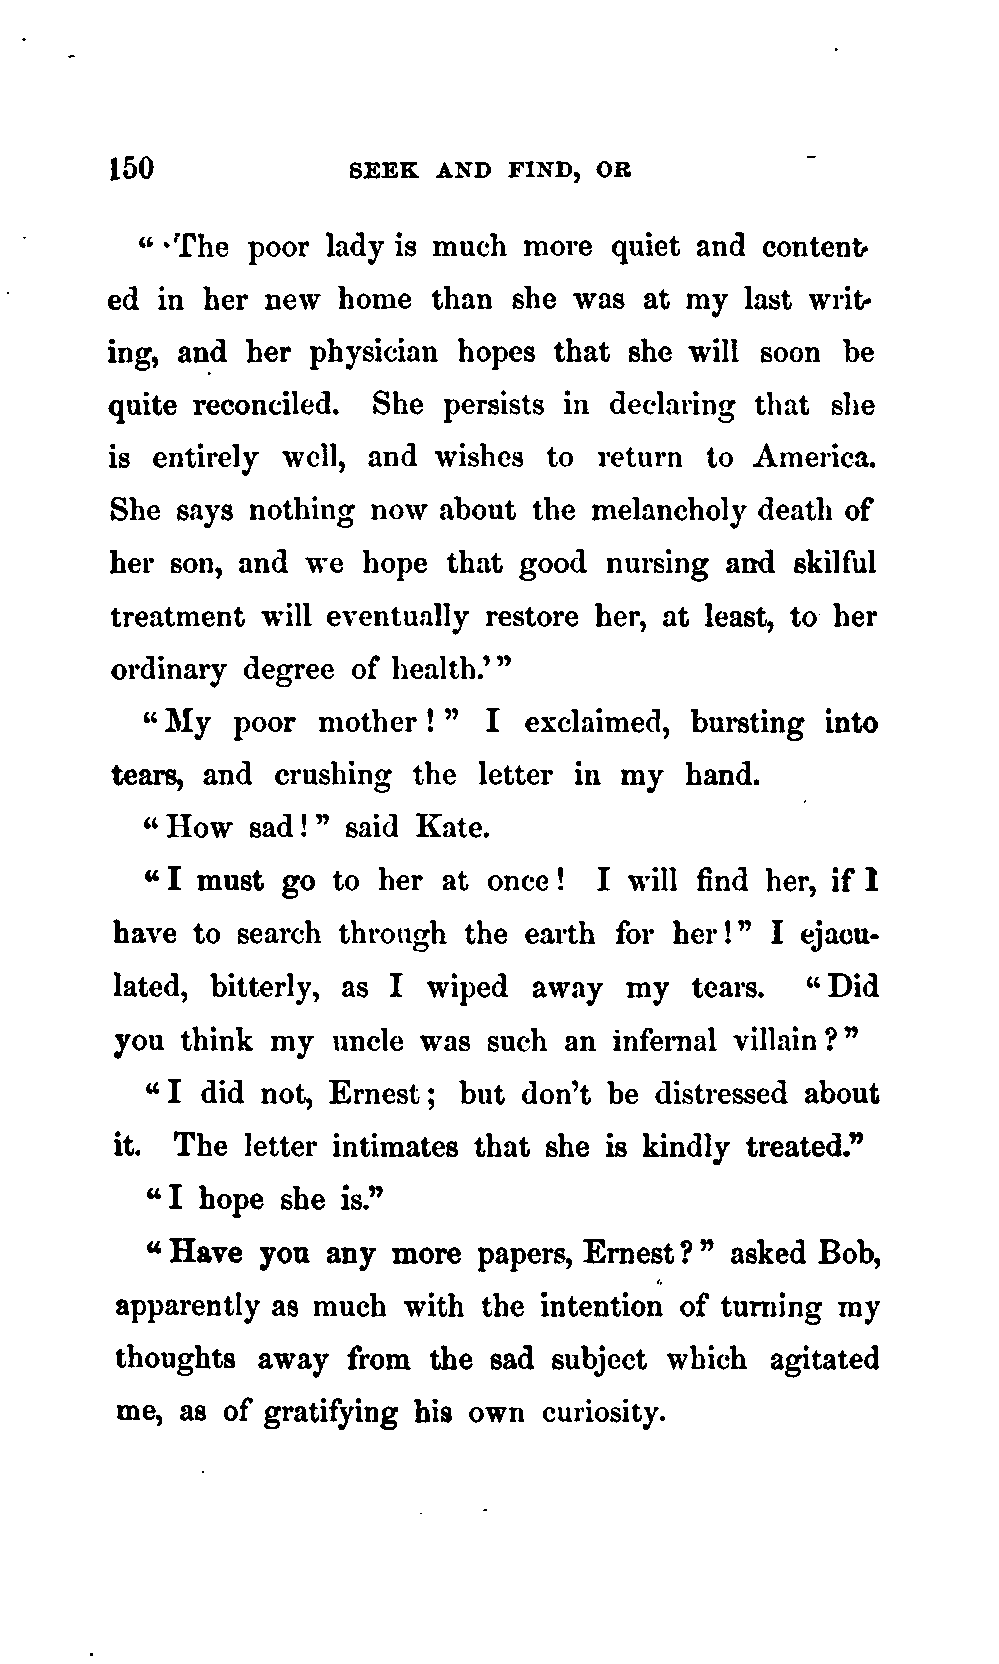 150 SEEK AND FIND, OR
“ ‘The poor lady is much more quiet and content-
ed in her new home than she was at my last writ-
ing, and her physician hopes that she will soon be
quite reconciled. She persists in declaring that she
is entirely well, and wishes to return to America.
She says nothing now about the melancholy death of
her son, and we hope that good nursing and skilful
treatment will eventually restore her, at least, to her
ordinary degree of health.’ ”
“ My poor mother ! ” I exclaimed, bursting into
tears, and crushing the letter in my hand.
“ How sad ! ” said Kate.
“ I must go to her at once ! I will find her, if I
have to search through the earth for her ! ” I ejacu-
lated, bitterly, as I wiped away my tears. “ Did
you think my uncle was such an infernal villain ? ”
“ I did not, Ernest ; but don’t be distressed about
it. The letter intimates that she is kindly treated.”
“ I hope she is.”
“ Have you any more papers, Ernest ? ” asked Bob,
apparently as much with the intention of turning my
thoughts away from the sad subject which agitated
me, as of gratifying his own curiosity.